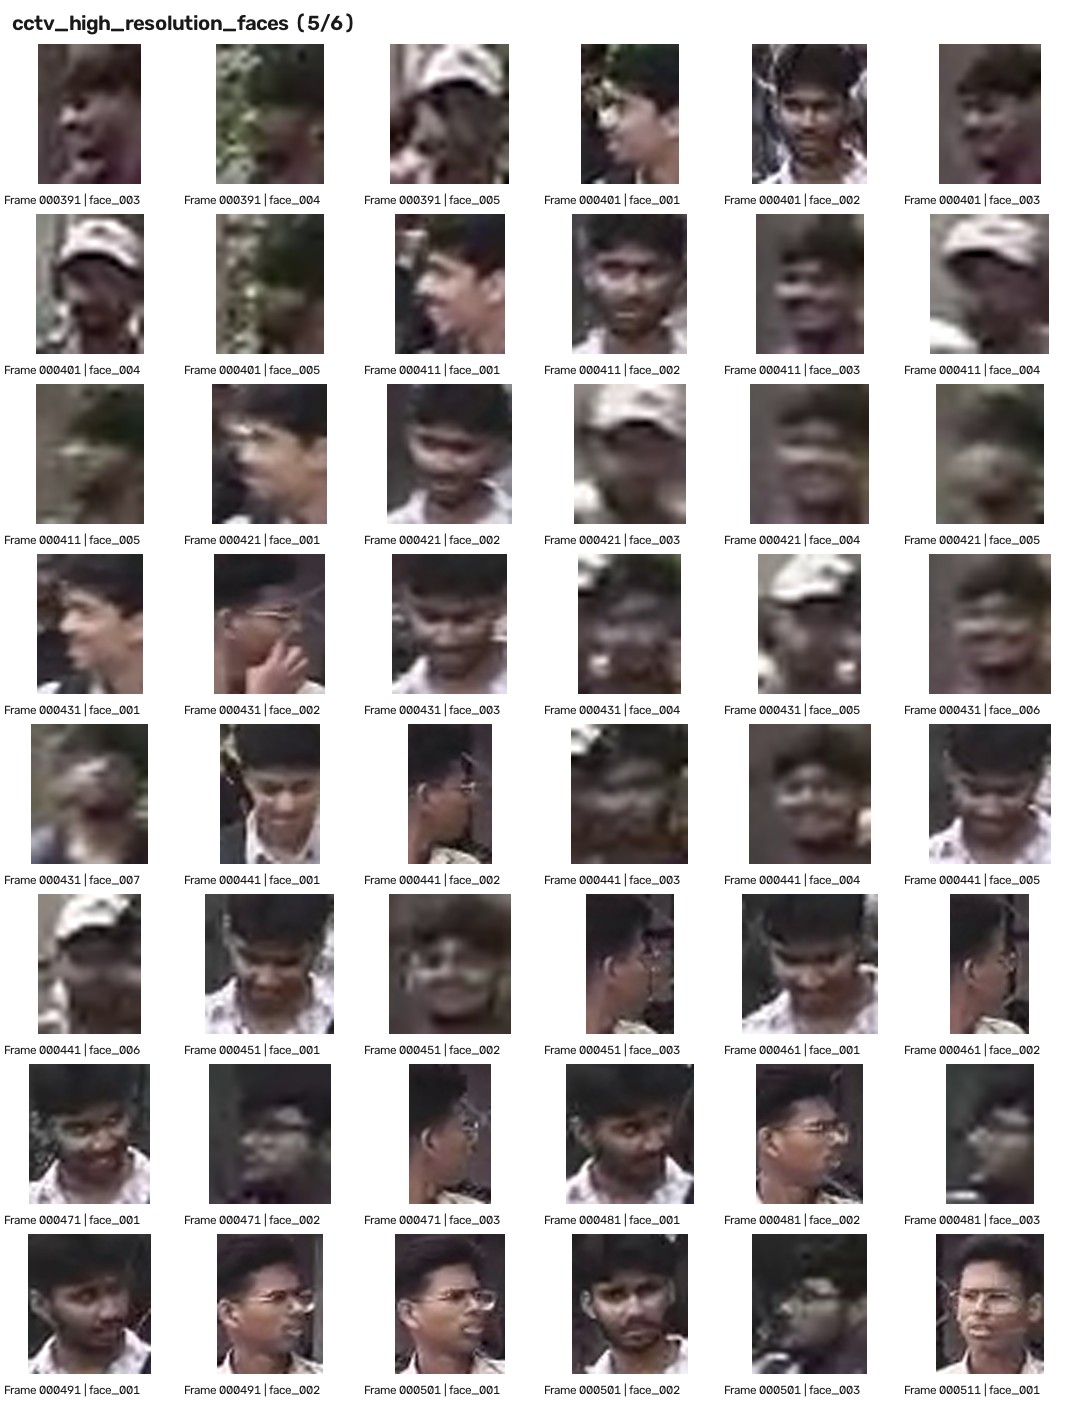 cctv_high_resolution_faces (5/6)
Frame 000391 | face_003
Frame 000391 | face_004
Frame 000391 | face_005
Frame 000401 | face_001
Frame 000401 | face_002
Frame 000401 | face_003
Frame 000401 | face_004
Frame 000401 | face_005
Frame 000411 | face_001
Frame 000411 | face_002
Frame 000411 | face_003
Frame 000411 | face_004
Frame 000411 | face_005
Frame 000421 | face_001
Frame 000421 | face_002
Frame 000421 | face_003
Frame 000421 | face_004
Frame 000421 | face_005
Frame 000431 | face_001
Frame 000431 | face_002
Frame 000431 | face_003
Frame 000431 | face_004
Frame 000431 | face_005
Frame 000431 | face_006
Frame 000431 | face_007
Frame 000441 | face_001
Frame 000441 | face_002
Frame 000441 | face_003
Frame 000441 | face_004
Frame 000441 | face_005
Frame 000441 | face_006
Frame 000451 | face_001
Frame 000451 | face_002
Frame 000451 | face_003
Frame 000461 | face_001
Frame 000461 | face_002
Frame 000471 | face_001
Frame 000471 | face_002
Frame 000471 | face_003
Frame 000481 | face_001
Frame 000481 | face_002
Frame 000481 | face_003
Frame 000491 | face_001
Frame 000491 | face_002
Frame 000501 | face_001
Frame 000501 | face_002
Frame 000501 | face_003
Frame 000511 | face_001